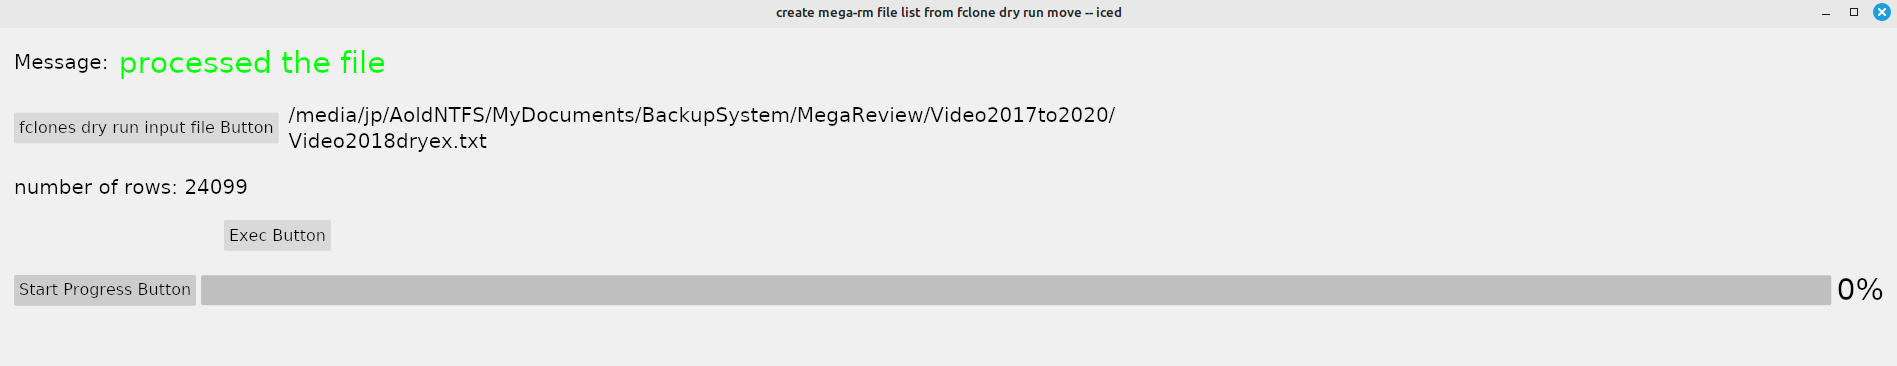 create mega-rm file list from fclone dry run move -- iced
Message: processed the file
fclones dry run input file Button /media/jp/AoldNTFS/MyDocuments/BackupSystem/MegaReview/Video2017to2020/
Video2018dryex.txt
number of rows: 24099
Exec Button
Start Progress Button 0%